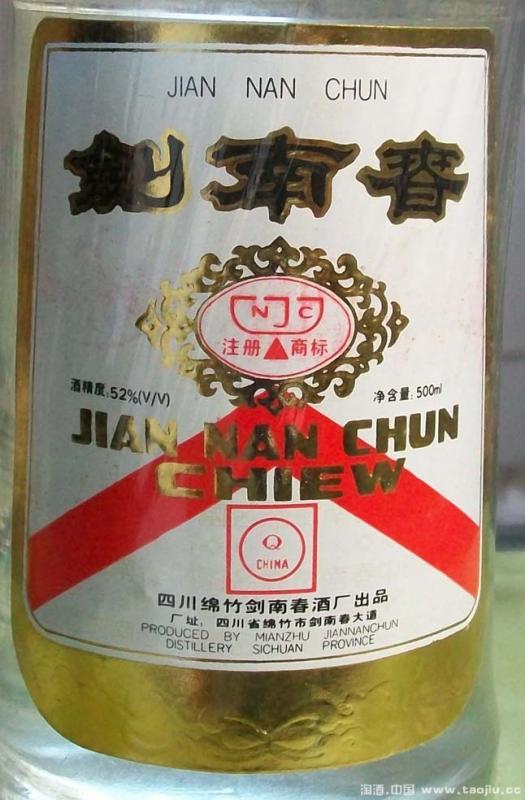 JIAN NAN CHUN
剑南春
NJC
注册 商标
酒精度:52%(V/V)
净含量:500ml
JIAN NAN CHUN
CHIEW
Q
CHINA
四川绵竹剑南春酒厂出品
厂址:四川省绵竹市剑南春大道
PRODUCED BY MIANZHU JIANNANCHUN
DISTILLERY SICHUAN PROVINCE
淘酒.中国 www.taojiu.cc